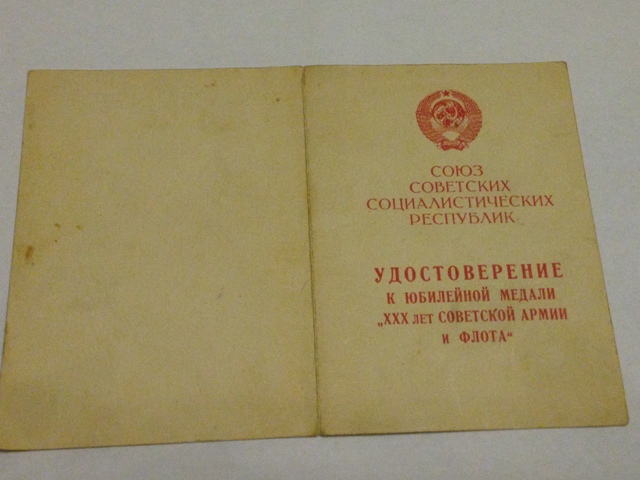 СОЮЗ
СОВЕТСКИХ
СОЦИАЛИСТИЧЕСКИХ
РЕСПУБЛИК
УДОСТОВЕРЕНИЕ
К ЮБИЛЕЙНОЙ МЕДАЛИ
„XXX ЛЕТ СОВЕТСКОЙ АРМИИ
И ФЛОТА“